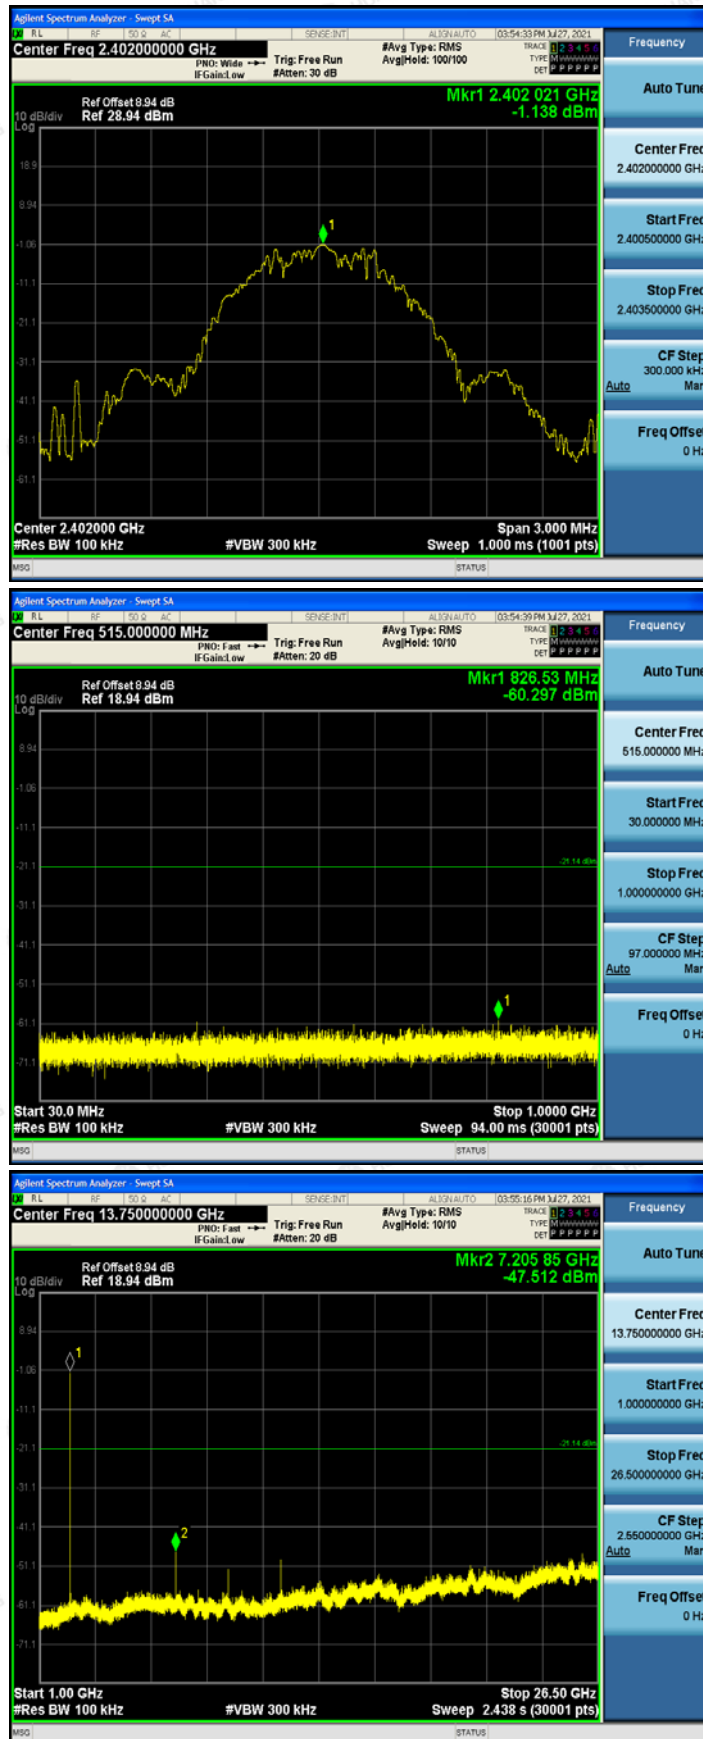 Agilent Spectrum Analyzer - Swept SA
RL RF 50 Ω AC SENSE:INT ALIGNAUTO 03:54:33 PM Jul 27, 2021
Center Freq 2.402000000 GHz
PNO: Wide
IFGain:Low
Trig: Free Run
#Atten: 30 dB
#Avg Type: RMS
Avg|Hold: 100/100
TRACE 1 2 3 4 5 6
TYPE M
DET P P P P P P
Ref Offset 8.94 dB
Ref 28.94 dBm
10 dB/div
Log
Mkr1 2.402 021 GHz
-1.138 dBm
18.9
8.94
-1.06
-11.1
-21.1
-31.1
-41.1
-51.1
-61.1
1
Center 2.402000 GHz
Span 3.000 MHz
#Res BW 100 kHz
#VBW 300 kHz
Sweep 1.000 ms (1001 pts)
MSG
STATUS
Frequency
Auto Tune
Center Freq
2.402000000 GHz
Start Freq
2.400500000 GHz
Stop Freq
2.403500000 GHz
CF Step
300.000 kHz
Auto Man
Freq Offset
0 Hz
Agilent Spectrum Analyzer - Swept SA
RL RF 50 Ω AC SENSE:INT ALIGNAUTO 03:54:39 PM Jul 27, 2021
Center Freq 515.000000 MHz
PNO: Fast
IFGain:Low
Trig: Free Run
#Atten: 20 dB
#Avg Type: RMS
Avg|Hold: 10/10
TRACE 1 2 3 4 5 6
TYPE M
DET P P P P P P
Ref Offset 8.94 dB
Ref 18.94 dBm
10 dB/div
Log
Mkr1 826.53 MHz
-60.297 dBm
8.94
-1.06
-11.1
-21.1
-31.1
-41.1
-51.1
-61.1
-71.1
-21.14 dBm
1
Start 30.0 MHz
Stop 1.0000 GHz
#Res BW 100 kHz
#VBW 300 kHz
Sweep 94.00 ms (30001 pts)
MSG
STATUS
Frequency
Auto Tune
Center Freq
515.000000 MHz
Start Freq
30.000000 MHz
Stop Freq
1.000000000 GHz
CF Step
97.000000 MHz
Auto Man
Freq Offset
0 Hz
Agilent Spectrum Analyzer - Swept SA
RL RF 50 Ω AC SENSE:INT ALIGNAUTO 03:55:16 PM Jul 27, 2021
Center Freq 13.750000000 GHz
PNO: Fast
IFGain:Low
Trig: Free Run
#Atten: 20 dB
#Avg Type: RMS
Avg|Hold: 10/10
TRACE 1 2 3 4 5 6
TYPE M
DET P P P P P P
Ref Offset 8.94 dB
Ref 18.94 dBm
10 dB/div
Log
Mkr2 7.205 85 GHz
-47.512 dBm
8.94
-1.06
-11.1
-21.1
-31.1
-41.1
-51.1
-61.1
-71.1
-21.14 dBm
1
2
Start 1.00 GHz
Stop 26.50 GHz
#Res BW 100 kHz
#VBW 300 kHz
Sweep 2.438 s (30001 pts)
MSG
STATUS
Frequency
Auto Tune
Center Freq
13.750000000 GHz
Start Freq
1.000000000 GHz
Stop Freq
26.500000000 GHz
CF Step
2.550000000 GHz
Auto Man
Freq Offset
0 Hz